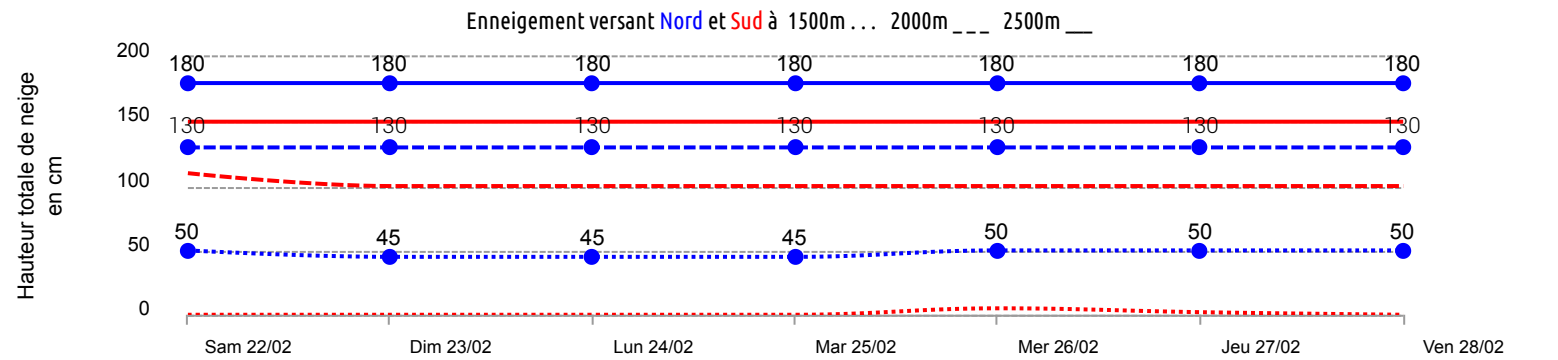 Enneigement versant Nord et Sud à 1500m . . . 2000m _ _ _ 2500m __
Hauteur totale de neige
en cm
200
180 180 180 180 180 180 180
150
130 130 130 130 130 130 130
100
50 45 45 45 50 50 50
50
0
Sam 22/02 Dim 23/02 Lun 24/02 Mar 25/02 Mer 26/02 Jeu 27/02 Ven 28/02